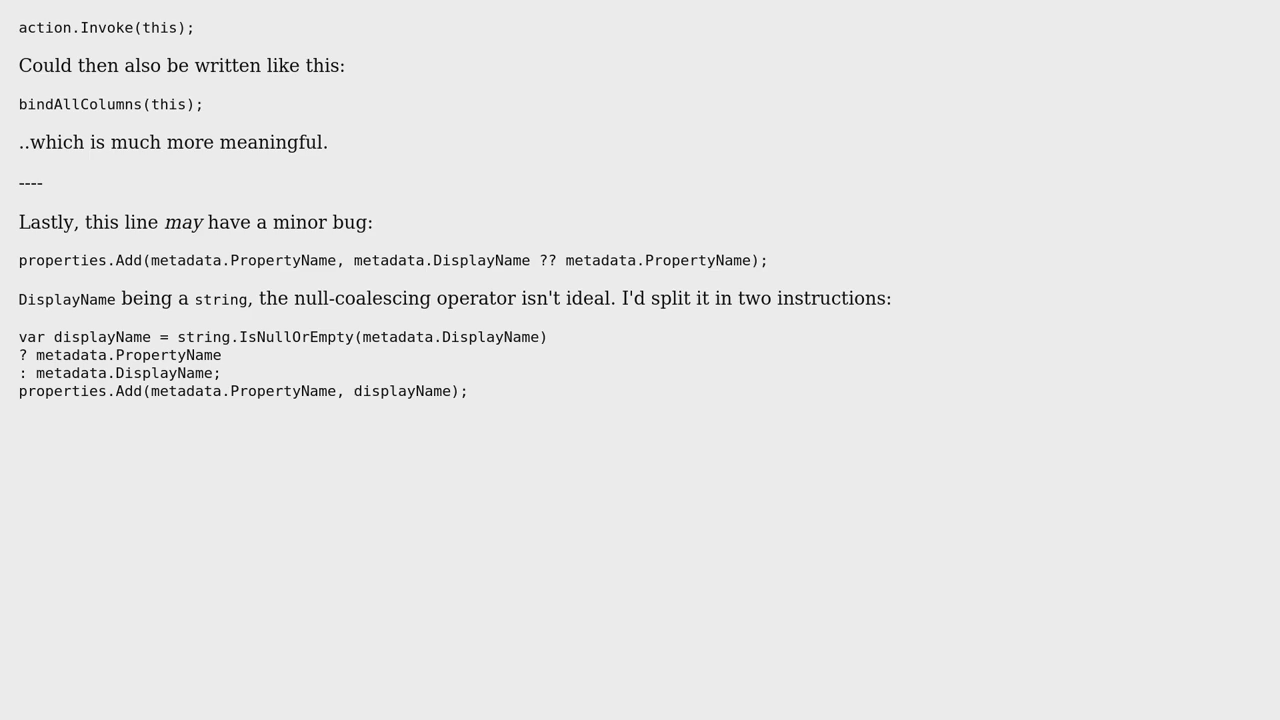 action.Invoke(this);
Could then also be written like this:
bindAllColumns(this);
..which is much more meaningful.
----
Lastly, this line may have a minor bug:
properties.Add(metadata.PropertyName, metadata.DisplayName ?? metadata.PropertyName);
DisplayName being a string, the null-coalescing operator isn't ideal. I'd split it in two instructions:
var displayName = string.IsNullOrEmpty(metadata.DisplayName)
? metadata.PropertyName
: metadata.DisplayName;
properties.Add(metadata.PropertyName, displayName);